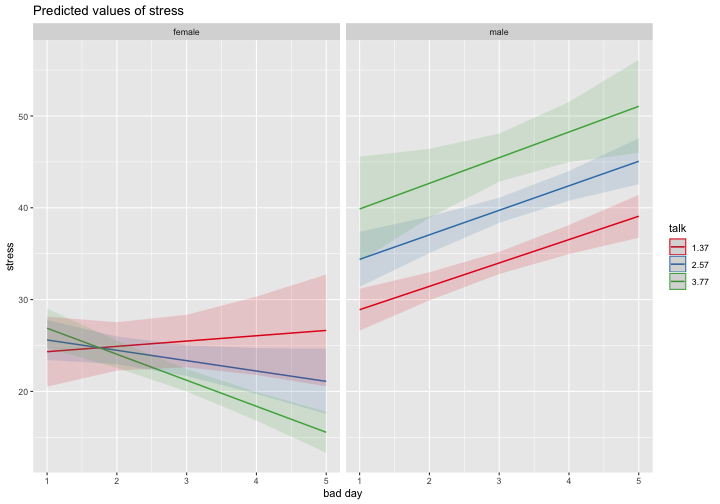 Predicted values of stress
female
male
50
40
30
20
stress
1 2 3 4 5
1 2 3 4 5
bad day
talk
1.37
2.57
3.77